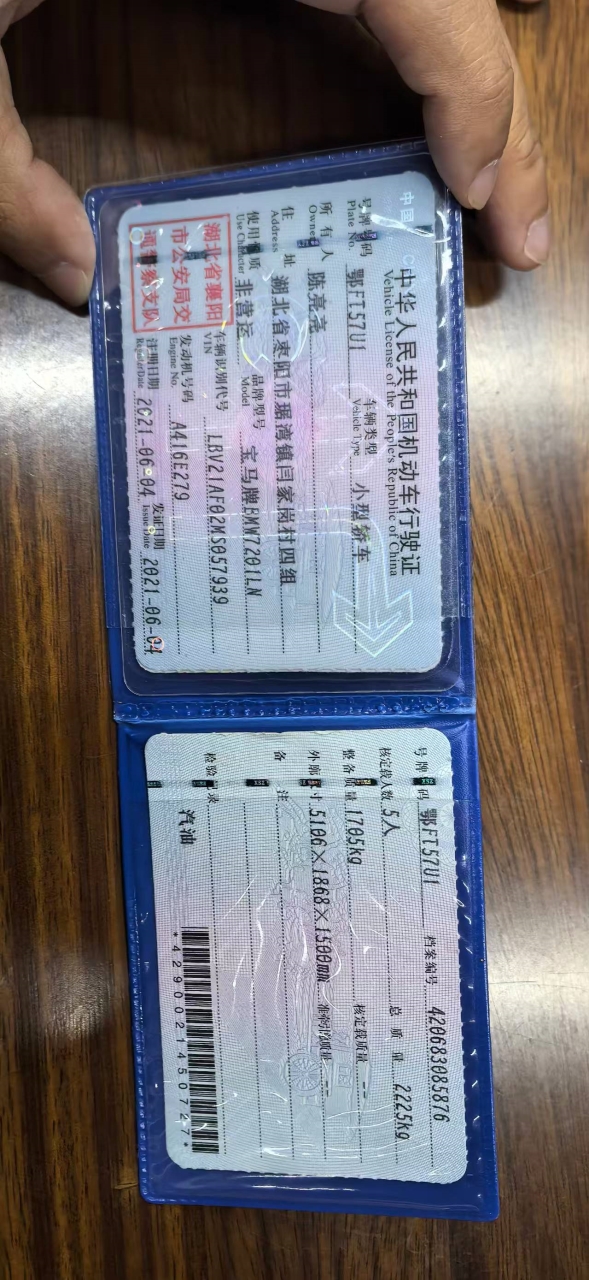 中华人民共和国机动车行驶证
Vehicle License of the People's Republic of China
号牌号码 鄂FT57U1 车辆类型 小型轿车
Plate No. Vehicle Type
所有人 陈亮亮
Owner
住址 湖北省枣阳市琚湾镇闫家岗村四组
Address
使用性质 非营运 品牌型号 宝马牌BMW7201LN
Use Character Model
湖北省襄阳
市公安局交
通警察支队
车辆识别代号 LBV21AF02MS057939
VIN
发动机号码 A416E279
Engine No.
注册日期 2021-06-04 发证日期 2021-06-04
Register Date Issue Date
号牌号码 鄂FT57U1 档案编号 420683085876
核定载人数 5人 总质量 2225kg
整备质量 1705kg 核定载质量 --
外廓尺寸 5106×1868×1500mm 准牵引总质量 --
备注
检验记录
汽油
*4290021450727*